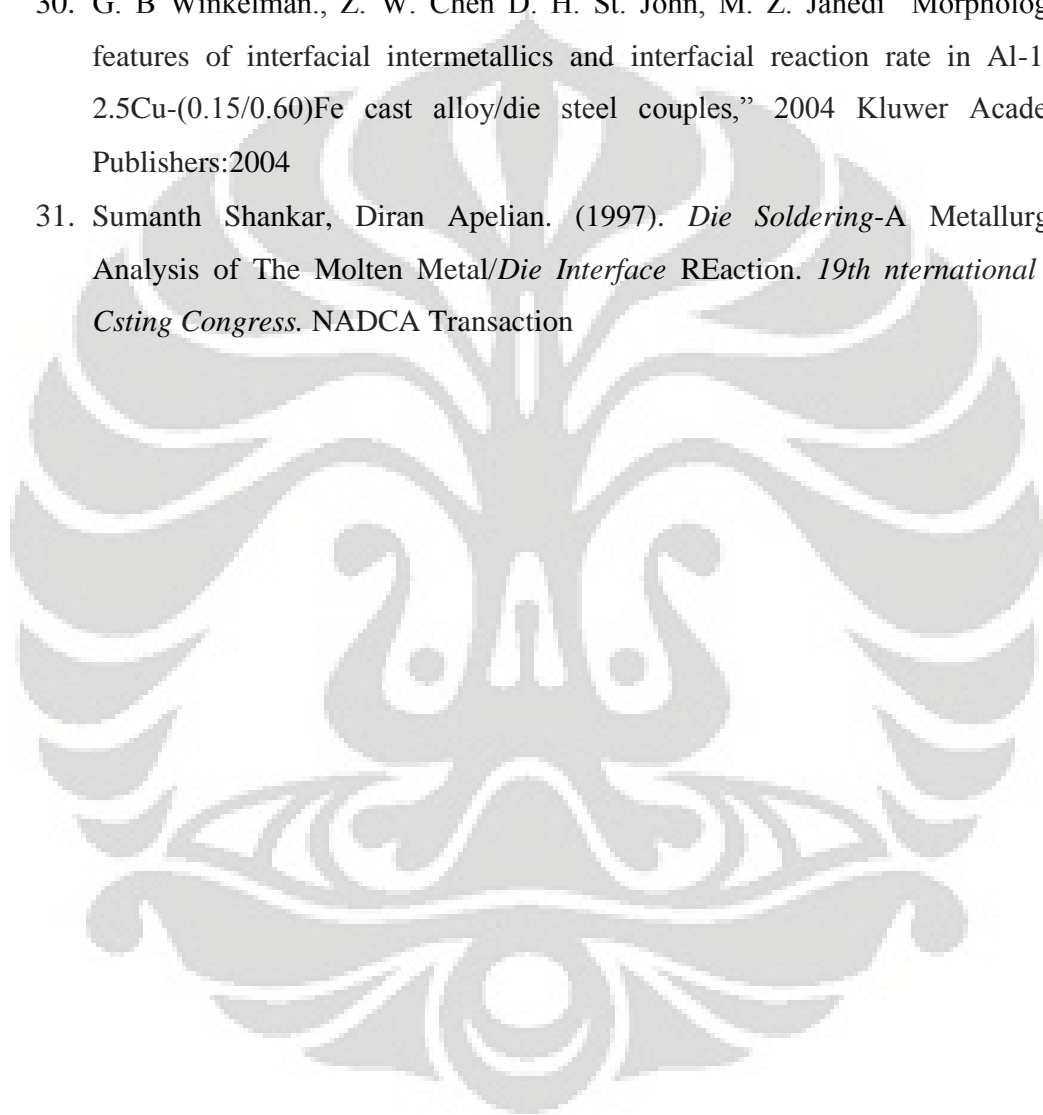 30. G. B Winkelman., Z. W. Chen D. H. St. John, M. Z. Jahedi “Morpholog
features of interfacial intermetallics and interfacial reaction rate in Al-1
2.5Cu-(0.15/0.60)Fe cast alloy/die steel couples,” 2004 Kluwer Acade
Publishers:2004
31. Sumanth Shankar, Diran Apelian. (1997). Die Soldering-A Metallurg
Analysis of The Molten Metal/Die Interface REaction. 19th nternational
Csting Congress. NADCA Transaction